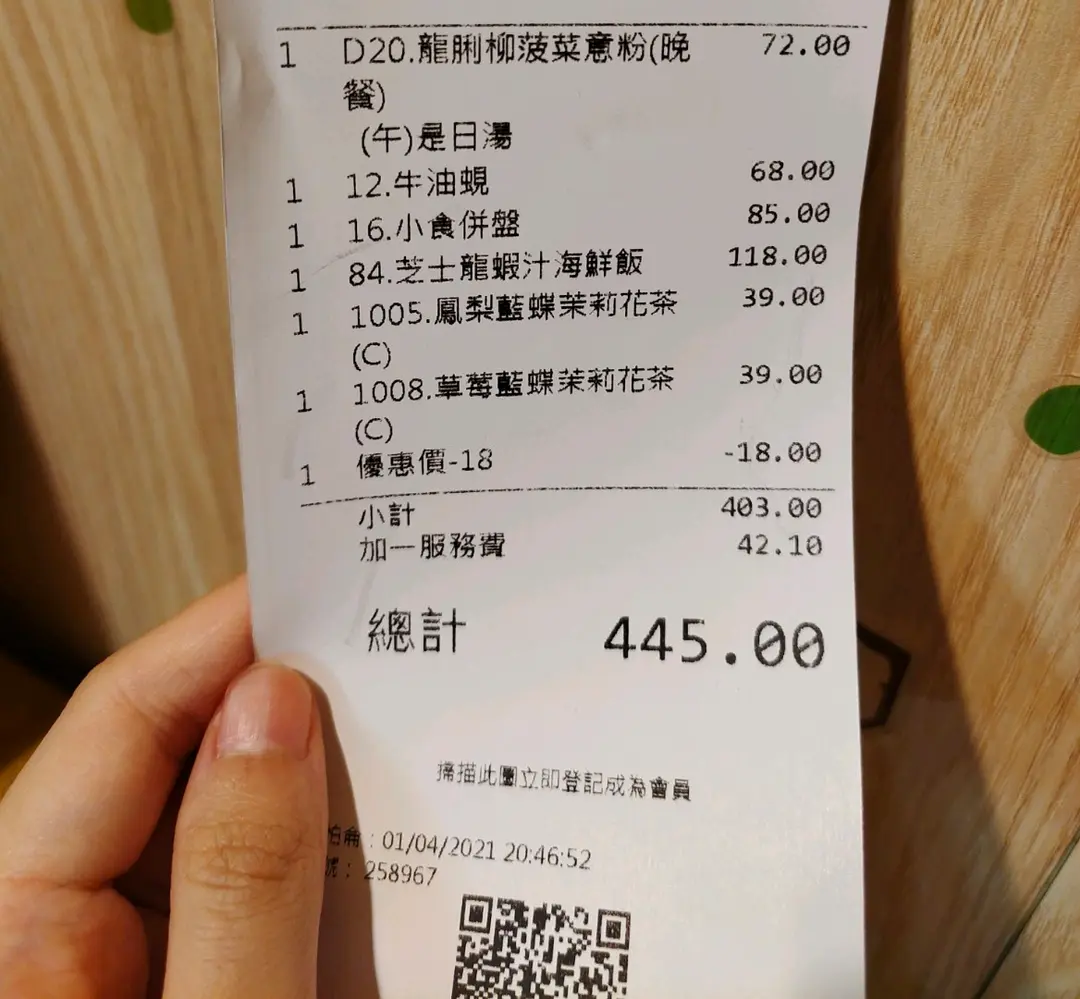 1 D20.龍脷柳菠菜意粉(晚 72.00
餐)
(午)是日湯
1 12.牛油蜆 68.00
1 16.小食併盤 85.00
1 84.芝士龍蝦汁海鮮飯 118.00
1 1005.鳳梨藍蝶茉莉花茶 39.00
(C)
1 1008.草莓藍蝶茉莉花茶 39.00
(C)
1 優惠價-18 -18.00
小計 403.00
加一服務費 42.10
總計 445.00
掃描此圖立即登記成為會員
: 01/04/2021 20:46:52
號: 258967